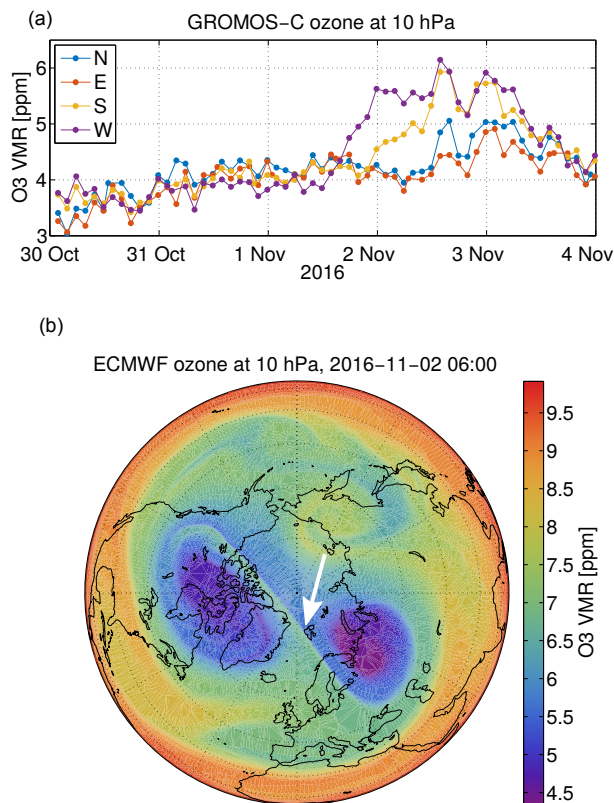 (a)
GROMOS−C ozone at 10 hPa
O3 VMR [ppm]
6
5
4
3
N
E
S
W
30 Oct 31 Oct 1 Nov 2 Nov 3 Nov 4 Nov
2016
(b)
ECMWF ozone at 10 hPa, 2016−11−02 06:00
9.5
9
8.5
8
7.5
7
6.5
6
5.5
5
4.5
O3 VMR [ppm]